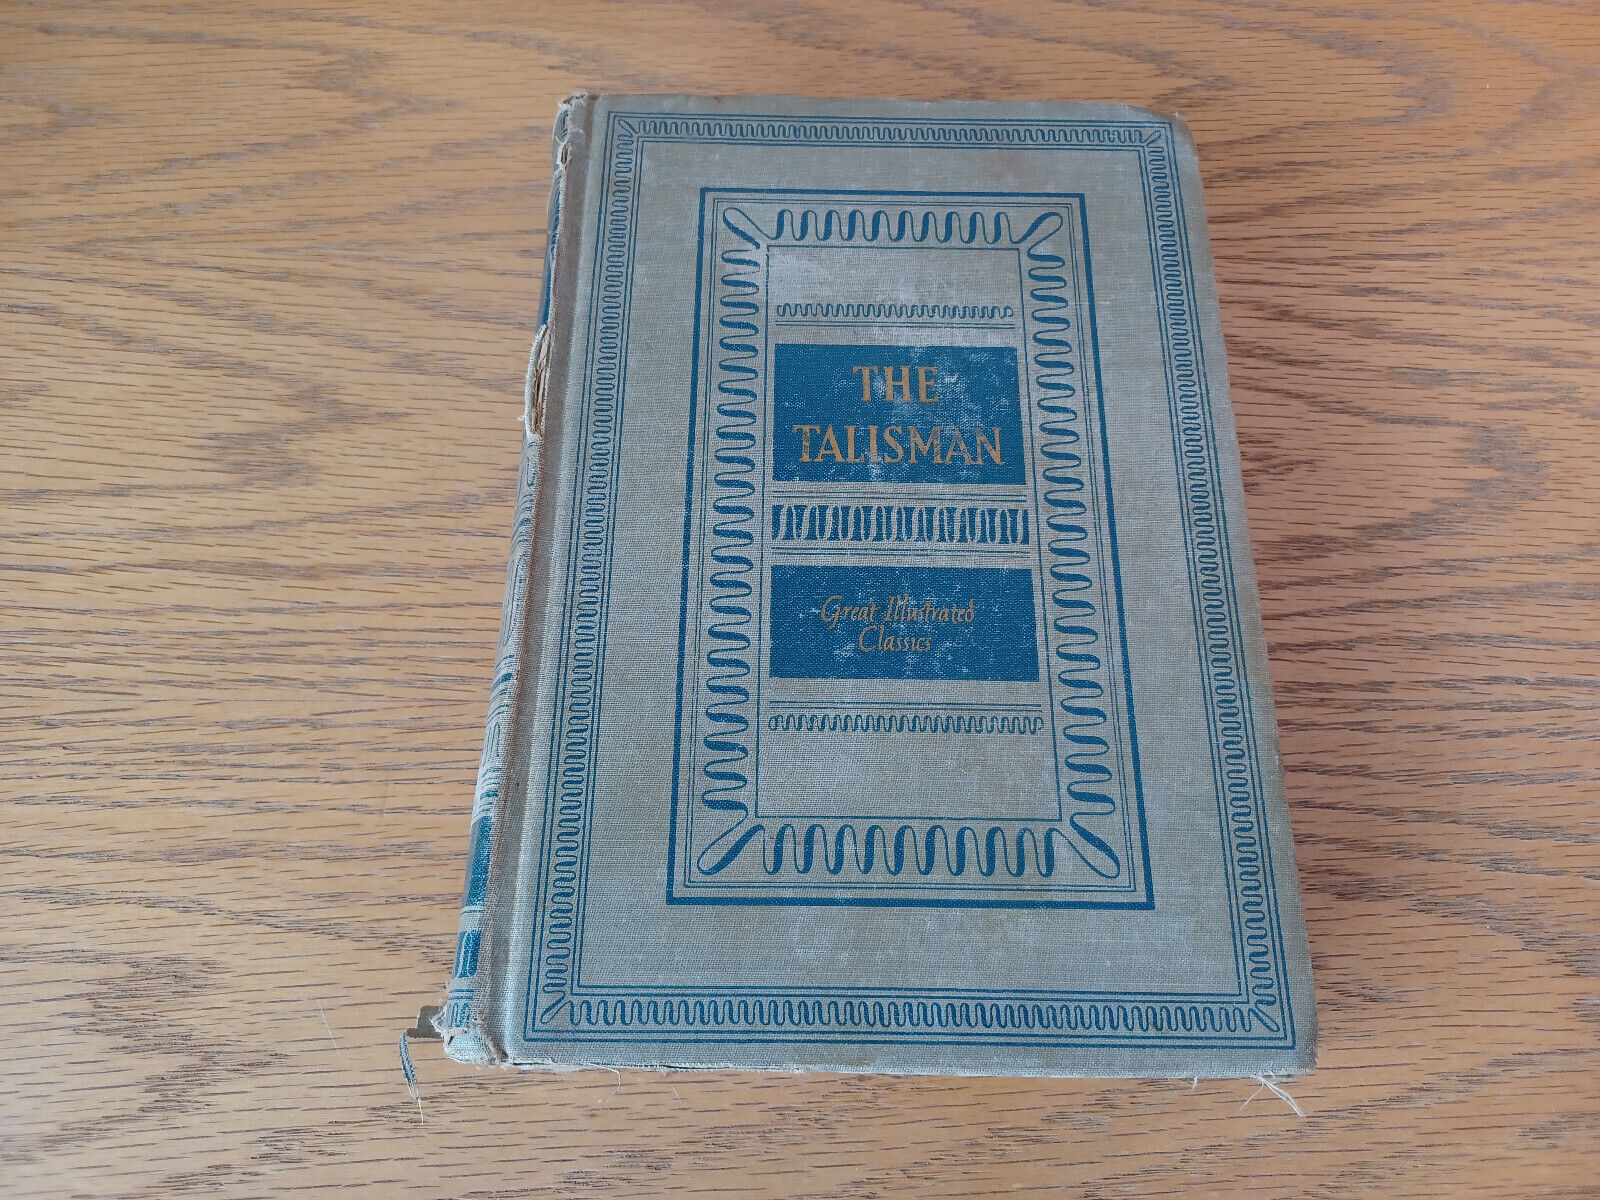 THE
TALISMAN
Great Illustrated
Classics